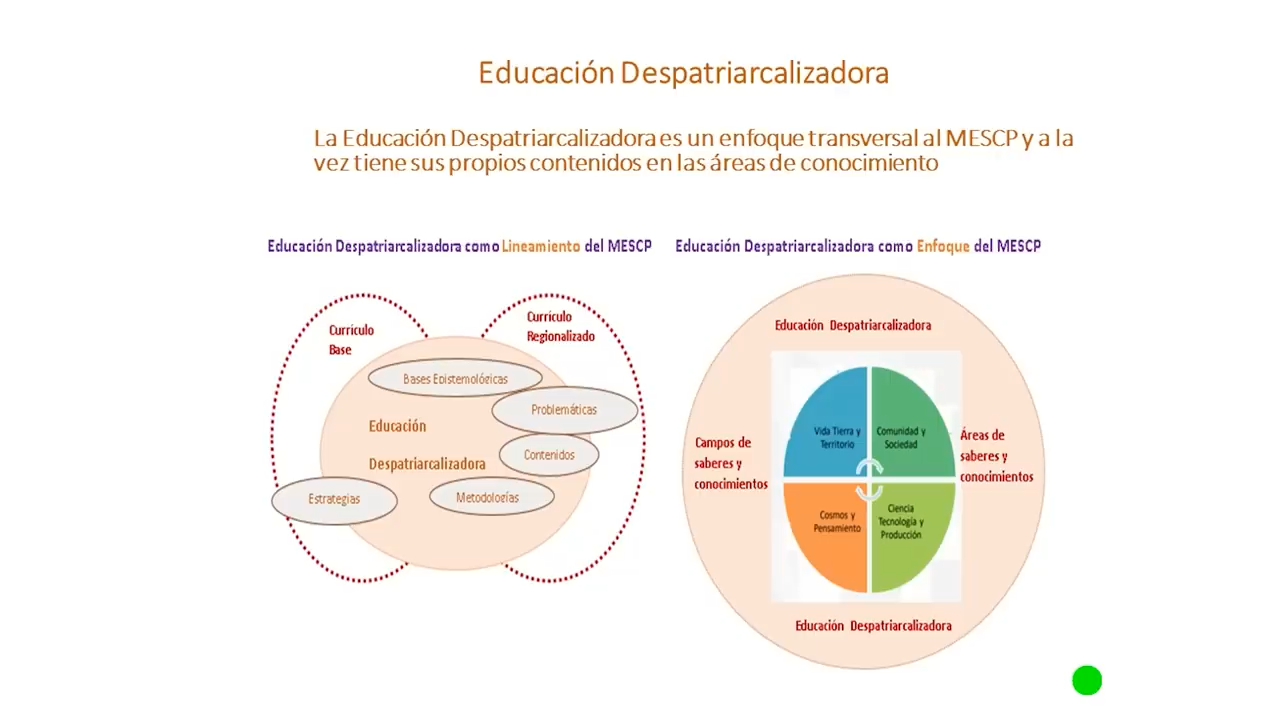 Educación Despatriarcalizadora
La Educación Despatriarcalizadora es un enfoque transversal al MESCP y a la
vez tiene sus propios contenidos en las áreas de conocimiento
Educación Despatriarcalizadora como Lineamiento del MESCP
Currículo
Base
Currículo
Regionalizado
Bases Epistemológicas
Problemáticas
Educación
Despatriarcalizadora
Contenidos
Estrategias
Metodologías
Educación Despatriarcalizadora como Enfoque del MESCP
Educación Despatriarcalizadora
Campos de
saberes y
conocimientos
Vida Tierra y
Territorio
Comunidad y
Sociedad
Cosmos y
Pensamiento
Ciencia
Tecnología y
Producción
Áreas de
saberes y
conocimientos
Educación Despatriarcalizadora